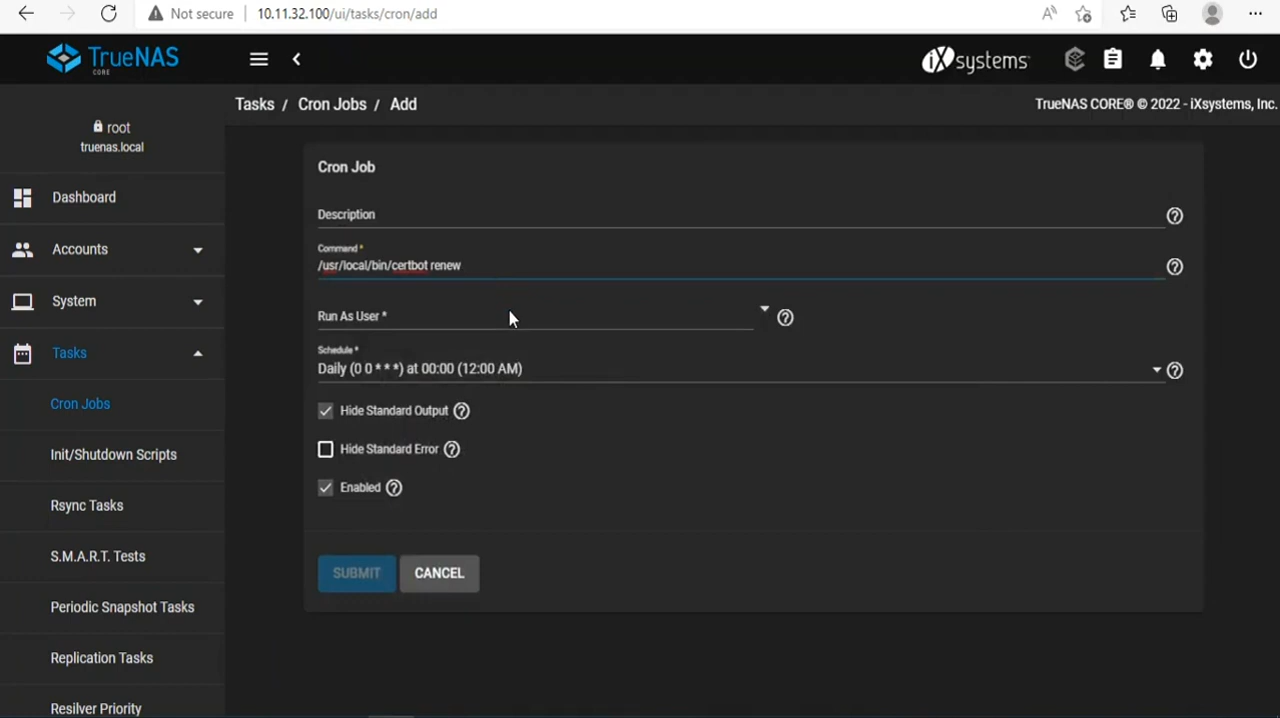 Not secure
10.11.32.100/ui/tasks/cron/add
TrueNAS
CORE
iXsystems
Tasks / Cron Jobs / Add
TrueNAS CORE® © 2022 - iXsystems, Inc.
root
truenas.local
Dashboard
Accounts
System
Tasks
Cron Jobs
Init/Shutdown Scripts
Rsync Tasks
S.M.A.R.T. Tests
Periodic Snapshot Tasks
Replication Tasks
Resilver Priority
Cron Job
Description
Command *
/usr/local/bin/certbot renew
Run As User *
Schedule *
Daily (0 0 * * *) at 00:00 (12:00 AM)
Hide Standard Output
Hide Standard Error
Enabled
SUBMIT
CANCEL